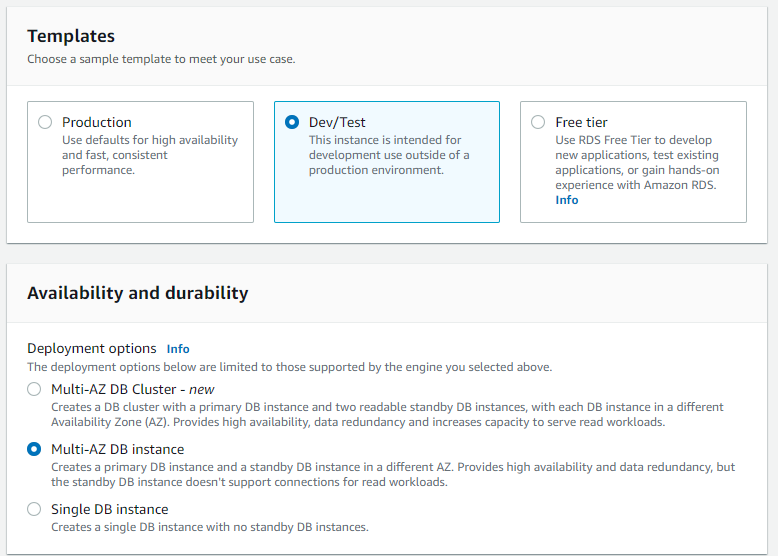 Templates
Choose a sample template to meet your use case.
Production
Use defaults for high availability
and fast, consistent
performance.
Dev/Test
This instance is intended for
development use outside of a
production environment.
Free tier
Use RDS Free Tier to develop
new applications, test existing
applications, or gain hands-on
experience with Amazon RDS.
Info
Availability and durability
Deployment options Info
The deployment options below are limited to those supported by the engine you selected above.
Multi-AZ DB Cluster - new
Creates a DB cluster with a primary DB instance and two readable standby DB instances, with each DB instance in a different
Availability Zone (AZ). Provides high availability, data redundancy and increases capacity to serve read workloads.
Multi-AZ DB instance
Creates a primary DB instance and a standby DB instance in a different AZ. Provides high availability and data redundancy, but
the standby DB instance doesn't support connections for read workloads.
Single DB instance
Creates a single DB instance with no standby DB instances.